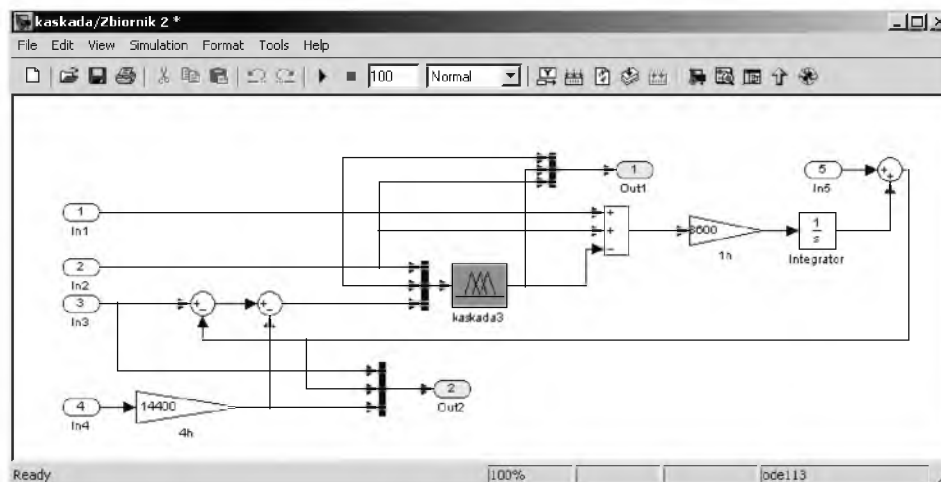 kaskada/Zbiornik 2 *
File Edit View Simulation Format Tools Help
100 Normal
1
Out1
5
In5
1
In1
+
+
−
3600
1h
1
s
Integrator
+
+
2
In2
3
In3
+
−
+
−
kaskada3
2
Out2
4
In4
14400
4h
Ready 100% ode113